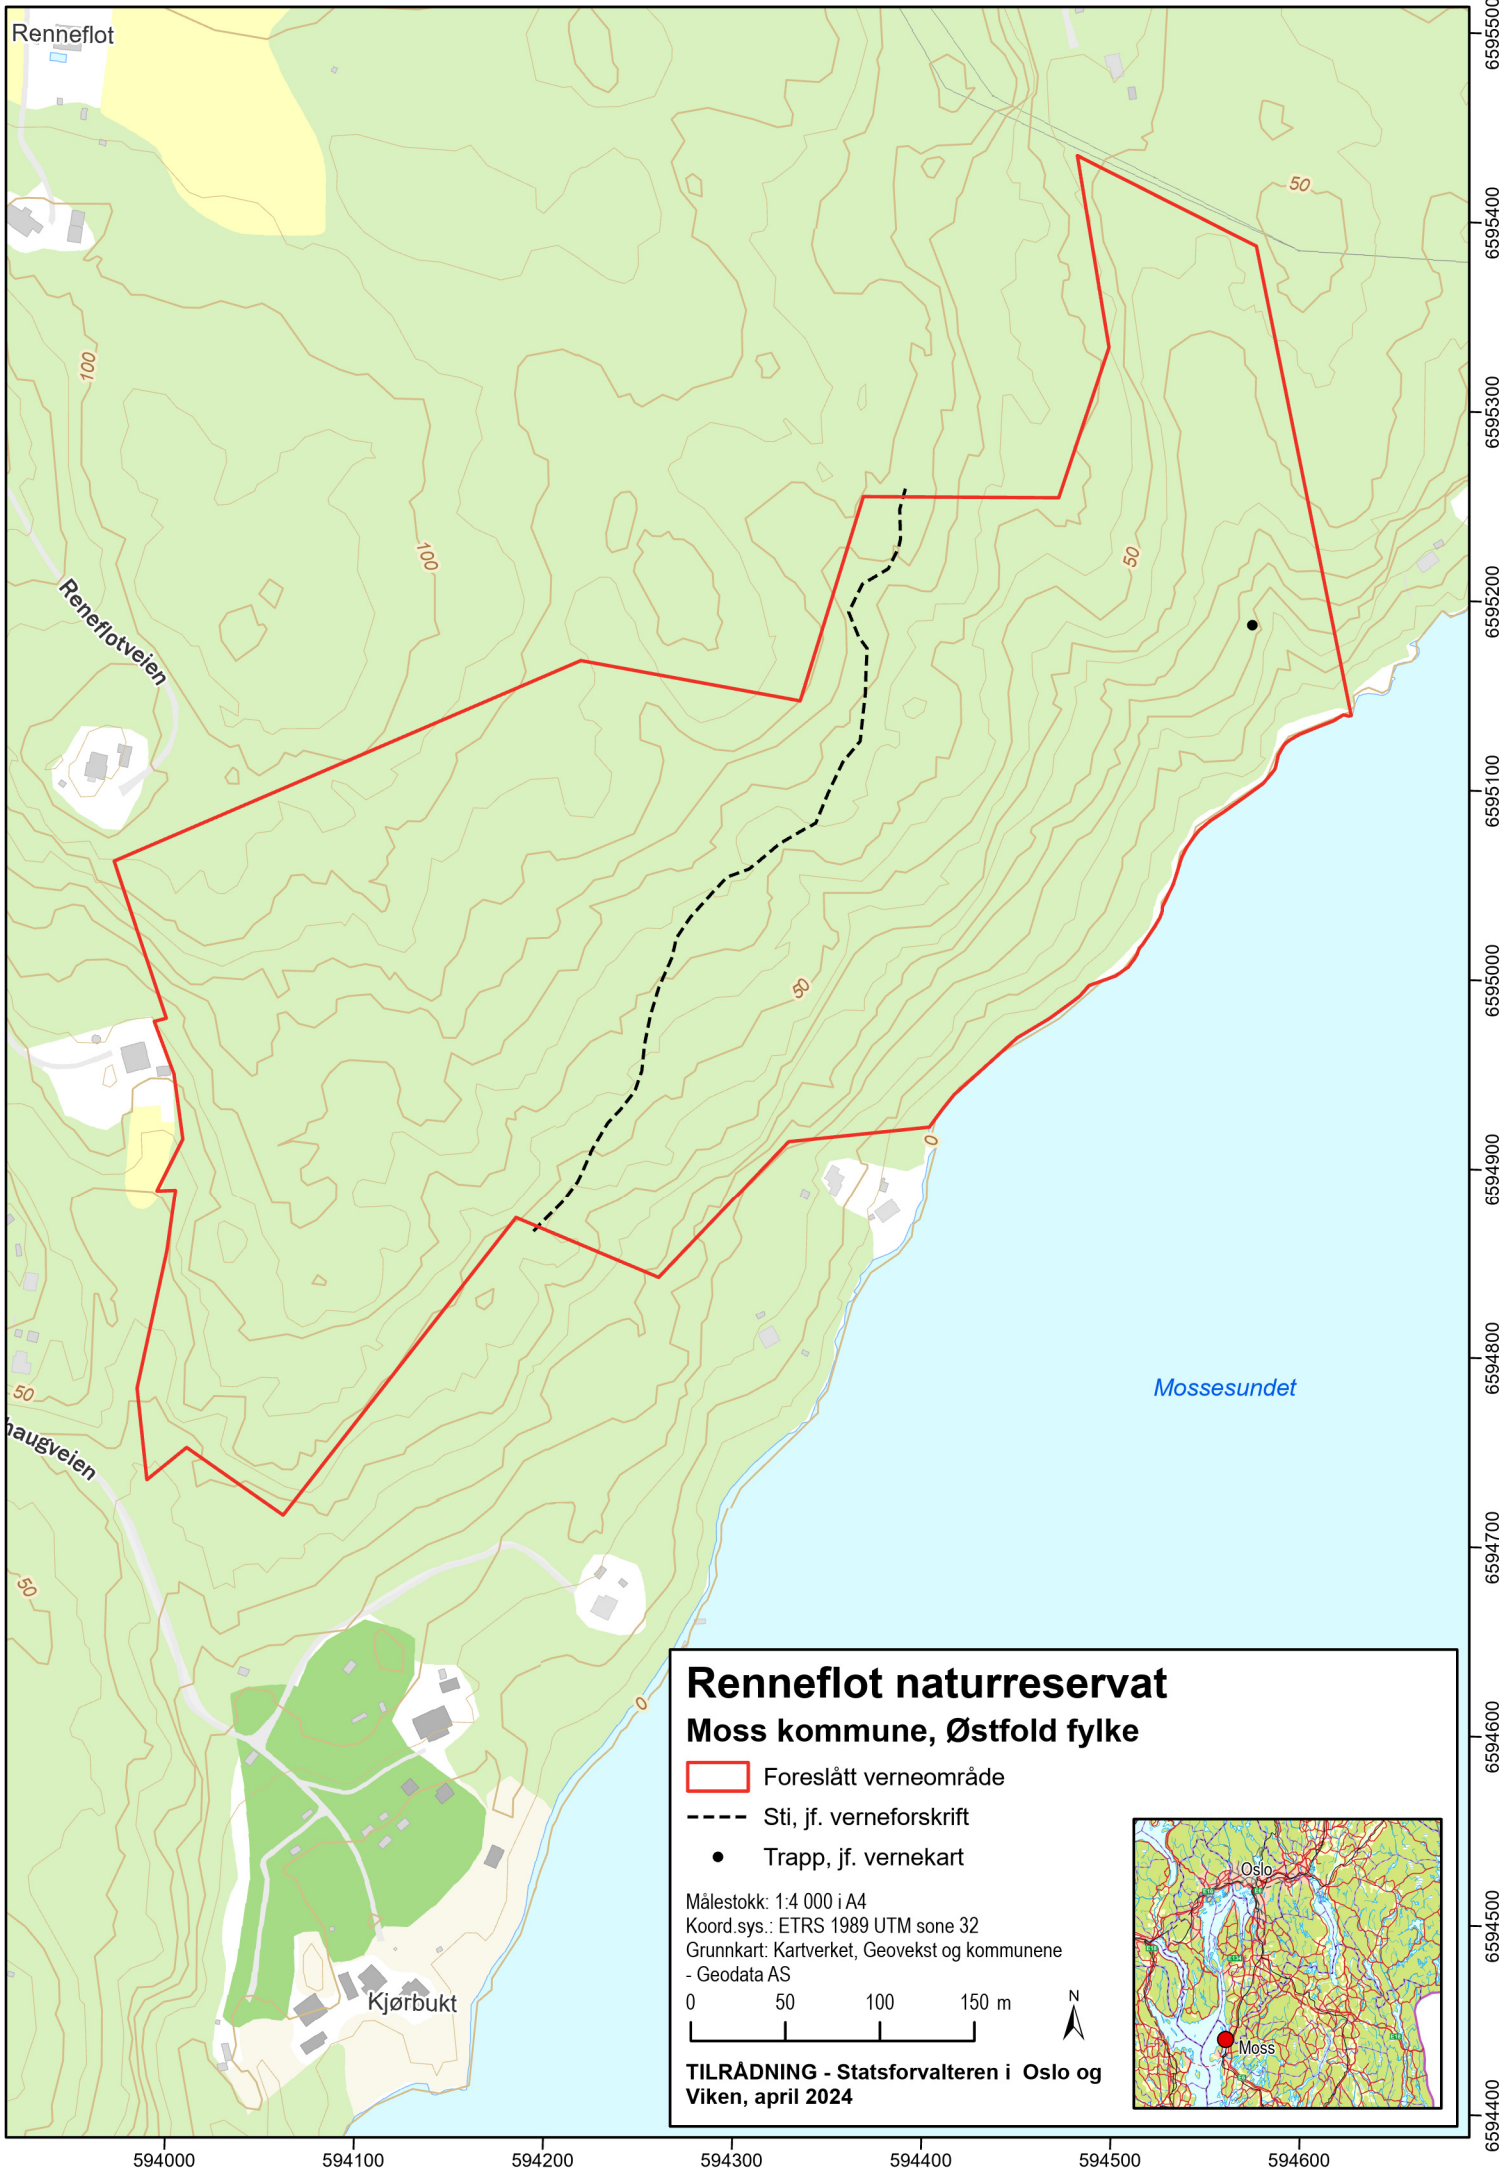 Renneflot
6595500
50
6595400
100
6595300
100
50
6595200
Reneflotveien
6595100
50
6595000
0
6594900
50
6594800
Mossesundet
haugveien
6594700
50
0
Renneflot naturreservat
Moss kommune, Østfold fylke
6594600
Foreslått verneområde
Sti, jf. verneforskrift
Trapp, jf. vernekart
Målestokk: 1:4 000 i A4
Koord.sys.: ETRS 1989 UTM sone 32
Grunnkart: Kartverket, Geovekst og kommunene
- Geodata AS
0 50 100 150 m
N
TILRÅDNING - Statsforvalteren i Oslo og
Viken, april 2024
Oslo
Moss
6594500
Kjørbukt
6594400
594000 594100 594200 594300 594400 594500 594600